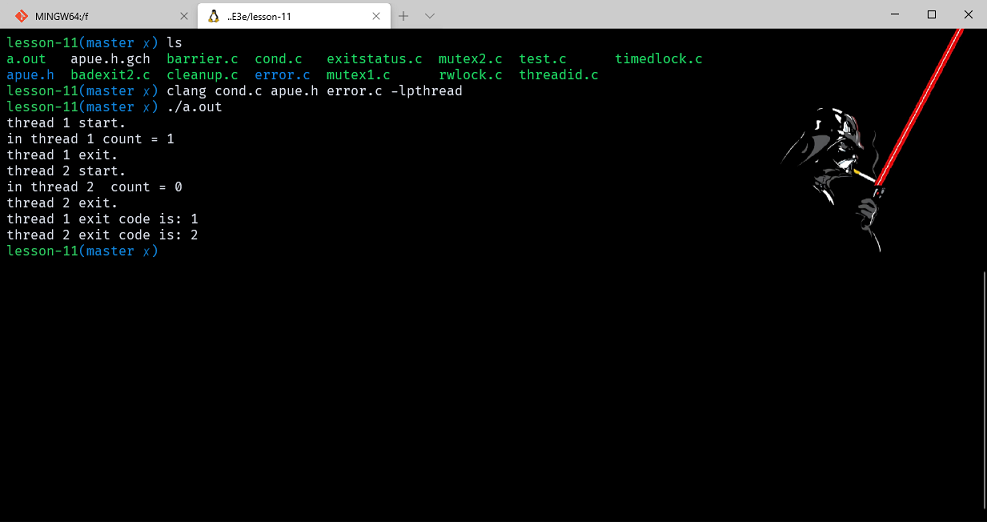 MINGW64:/f
..E3e/lesson-11
lesson-11(master x) ls
a.out   apue.h.gch  barrier.c  cond.c   exitstatus.c  mutex2.c  test.c      timedlock.c
apue.h  badexit2.c  cleanup.c  error.c  mutex1.c      rwlock.c  threadid.c
lesson-11(master x) clang cond.c apue.h error.c -lpthread
lesson-11(master x) ./a.out
thread 1 start.
in thread 1 count = 1
thread 1 exit.
thread 2 start.
in thread 2  count = 0
thread 2 exit.
thread 1 exit code is: 1
thread 2 exit code is: 2
lesson-11(master x)